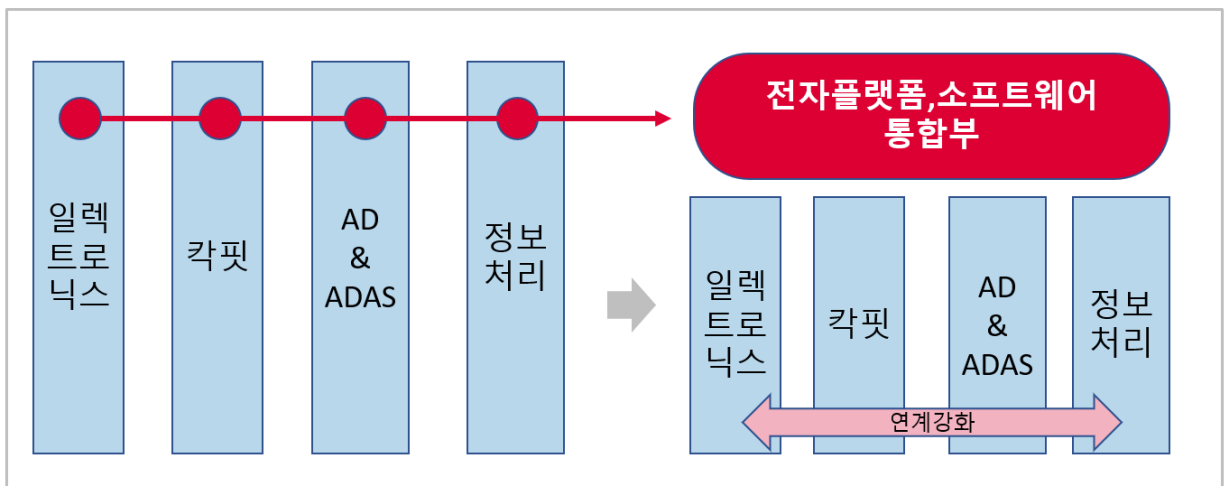 일렉
트로
닉스
칵핏
AD
&
ADAS
정보
처리
전자플랫폼,소프트웨어
통합부
일렉
트로
닉스
칵핏
AD
&
ADAS
정보
처리
연계강화